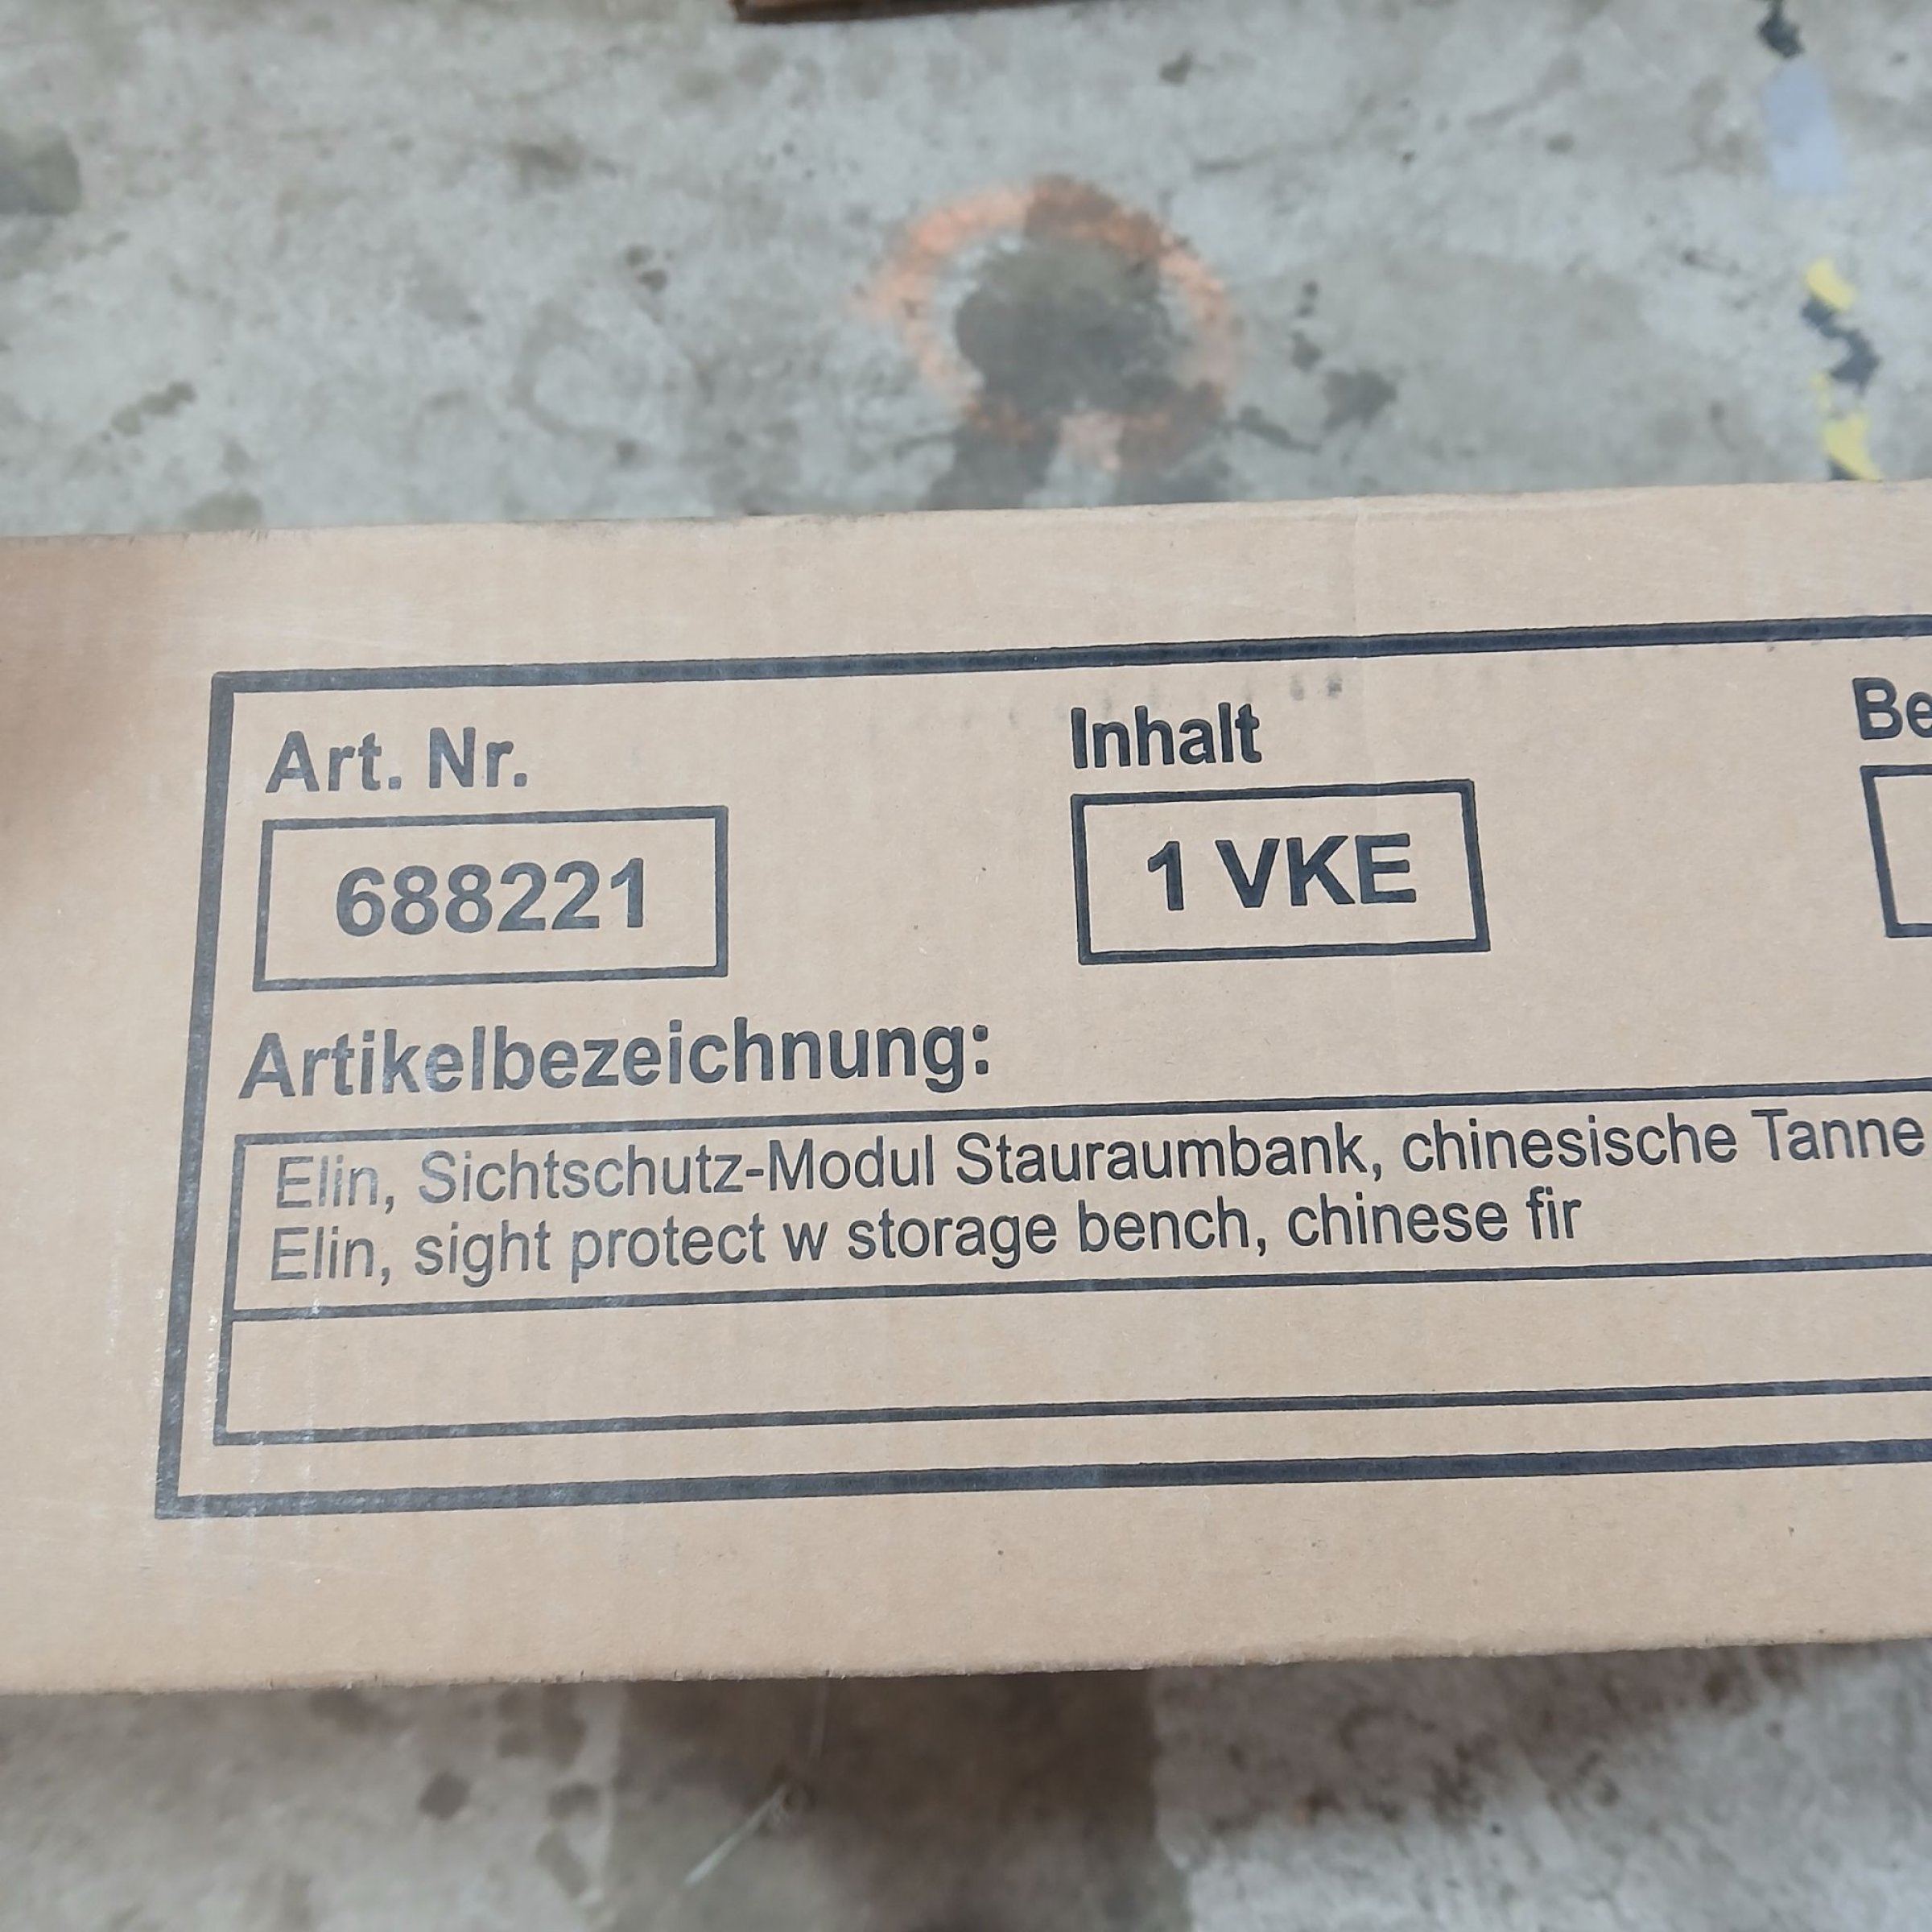 Art. Nr.
Inhalt
Be
688221
1 VKE
Artikelbezeichnung:
Elin, Sichtschutz-Modul Stauraumbank, chinesische Tanne
Elin, sight protect w storage bench, chinese fir